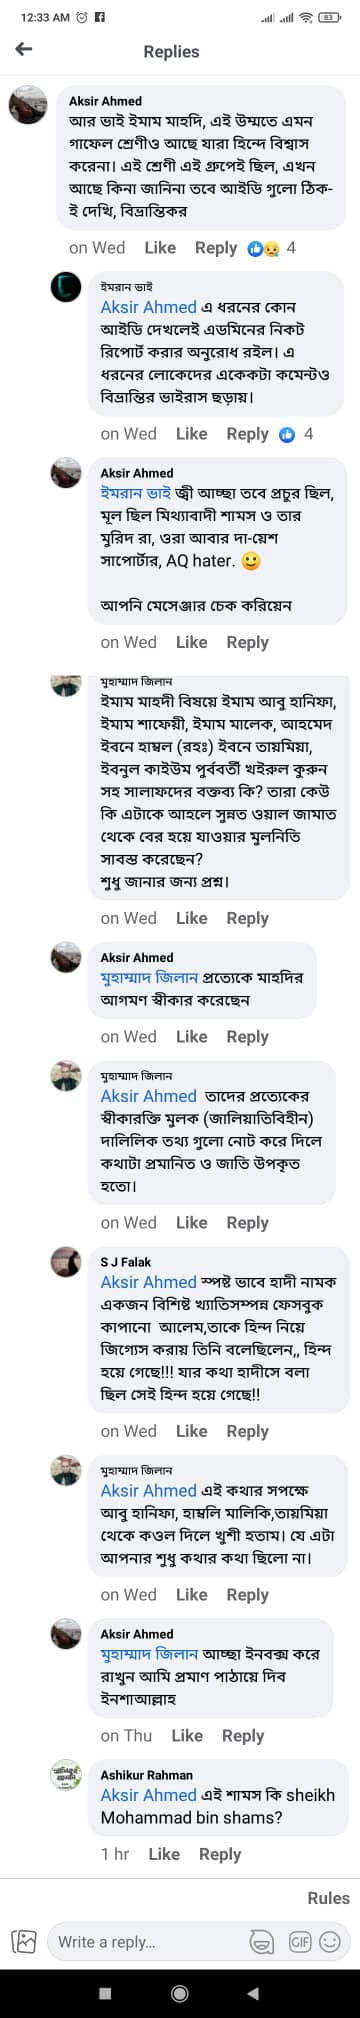 12:33 AM
83
Replies
Aksir Ahmed
আর ভাই ইমাম মাহদি, এই উম্মতে এমন
গাফেল শ্রেণীও আছে যারা হিন্দে বিশ্বাস
করেনা। এই শ্রেণী এই গ্রুপেই ছিল, এখন
আছে কিনা জানিনা তবে আইডি গুলো ঠিক-
ই দেখি, বিভ্রান্তিকর
on Wed Like Reply 4
ইমরান ভাই
Aksir Ahmed এ ধরনের কোন
আইডি দেখলেই এডমিনের নিকট
রিপোর্ট করার অনুরোধ রইল। এ
ধরনের লোকেদের একেকটা কমেন্টও
বিভ্রান্তির ভাইরাস ছড়ায়।
on Wed Like Reply 4
Aksir Ahmed
ইমরান ভাই জ্বী আচ্ছা তবে প্রচুর ছিল,
মূল ছিল মিথ্যাবাদী শামস ও তার
মুরিদ রা, ওরা আবার দা-য়েশ
সাপোর্টার, AQ hater. 🙂
আপনি মেসেঞ্জার চেক করিয়েন
on Wed Like Reply
মুহাম্মাদ জিলান
ইমাম মাহদী বিষয়ে ইমাম আবু হানিফা,
ইমাম শাফেয়ী, ইমাম মালেক, আহমেদ
ইবনে হাম্বল (রহঃ) ইবনে তায়মিয়া,
ইবনুল কাইউম পুর্ববর্তী খইরুল কুরুন
সহ সালাফদের বক্তব্য কি? তারা কেউ
কি এটাকে আহলে সুন্নত ওয়াল জামাত
থেকে বের হয়ে যাওয়ার মুলনিতি
সাবস্ত করেছেন?
শুধু জানার জন্য প্রশ্ন।
on Wed Like Reply
Aksir Ahmed
মুহাম্মাদ জিলান প্রত্যেকে মাহদির
আগমণ স্বীকার করেছেন
on Wed Like Reply
মুহাম্মাদ জিলান
Aksir Ahmed তাদের প্রত্যেকের
স্বীকারক্তি মুলক (জালিয়াতিবিহীন)
দালিলিক তথ্য গুলো নোট করে দিলে
কথাটা প্রমানিত ও জাতি উপকৃত
হতো।
on Wed Like Reply
S J Falak
Aksir Ahmed স্পষ্ট ভাবে হাদী নামক
একজন বিশিষ্ট খ্যাতিসম্পন্ন ফেসবুক
কাপানো আলেম,তাকে হিন্দ নিয়ে
জিগ্যেস করায় তিনি বলেছিলেন,, হিন্দ
হয়ে গেছে!!! যার কথা হাদীসে বলা
ছিল সেই হিন্দ হয়ে গেছে!!
on Wed Like Reply
মুহাম্মাদ জিলান
Aksir Ahmed এই কথার সপক্ষে
আবু হানিফা, হাম্বলি মালিকি,তায়মিয়া
থেকে কওল দিলে খুশী হতাম। যে এটা
আপনার শুধু কথার কথা ছিলো না।
on Wed Like Reply
Aksir Ahmed
মুহাম্মাদ জিলান আচ্ছা ইনবক্স করে
রাখুন আমি প্রমাণ পাঠায়ে দিব
ইনশাআল্লাহ
on Thu Like Reply
Ashikur Rahman
Aksir Ahmed এই শামস কি sheikh
Mohammad bin shams?
1 hr Like Reply
Rules
Write a reply...
GIF